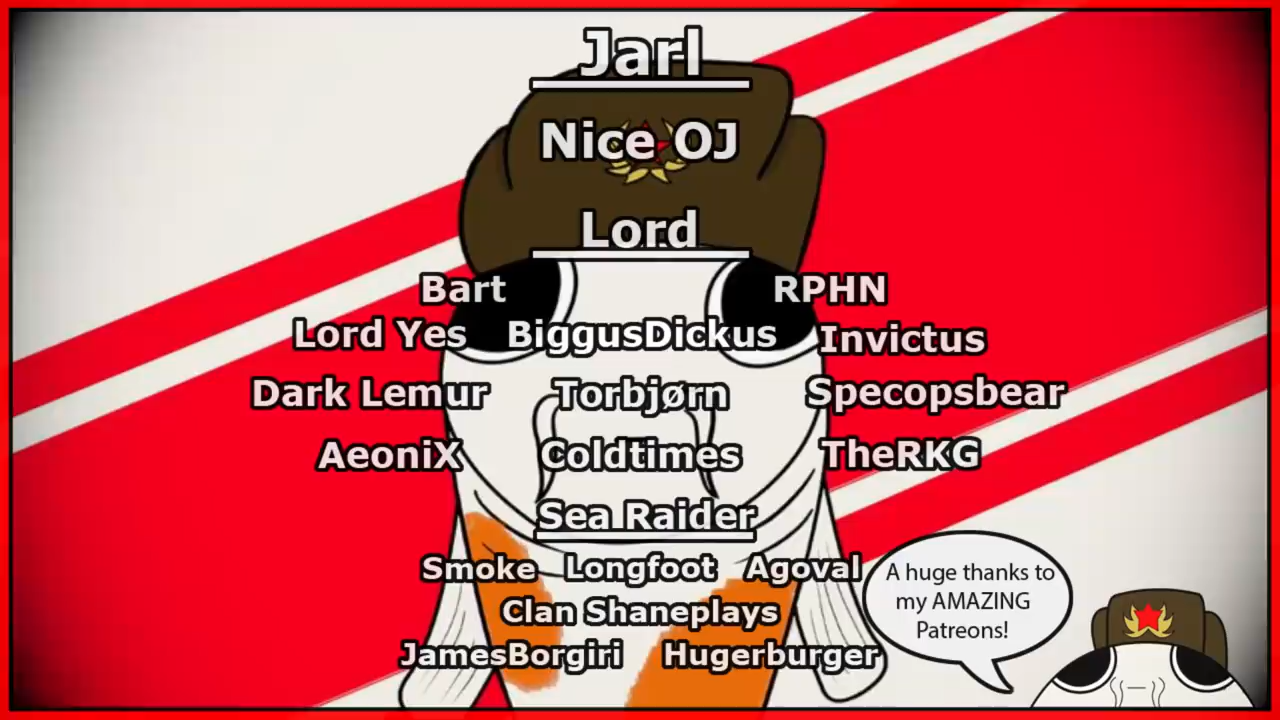 Jarl
Nice OJ
Lord
Bart RPHN
Lord Yes BiggusDickus Invictus
Dark Lemur Torbjørn Specopsbear
AeoniX Coldtimes TheRKG
Sea Raider
Smoke Longfoot Agoval
Clan Shaneplays
JamesBorgiri Hugerburger
A huge thanks to
my AMAZING
Patreons!